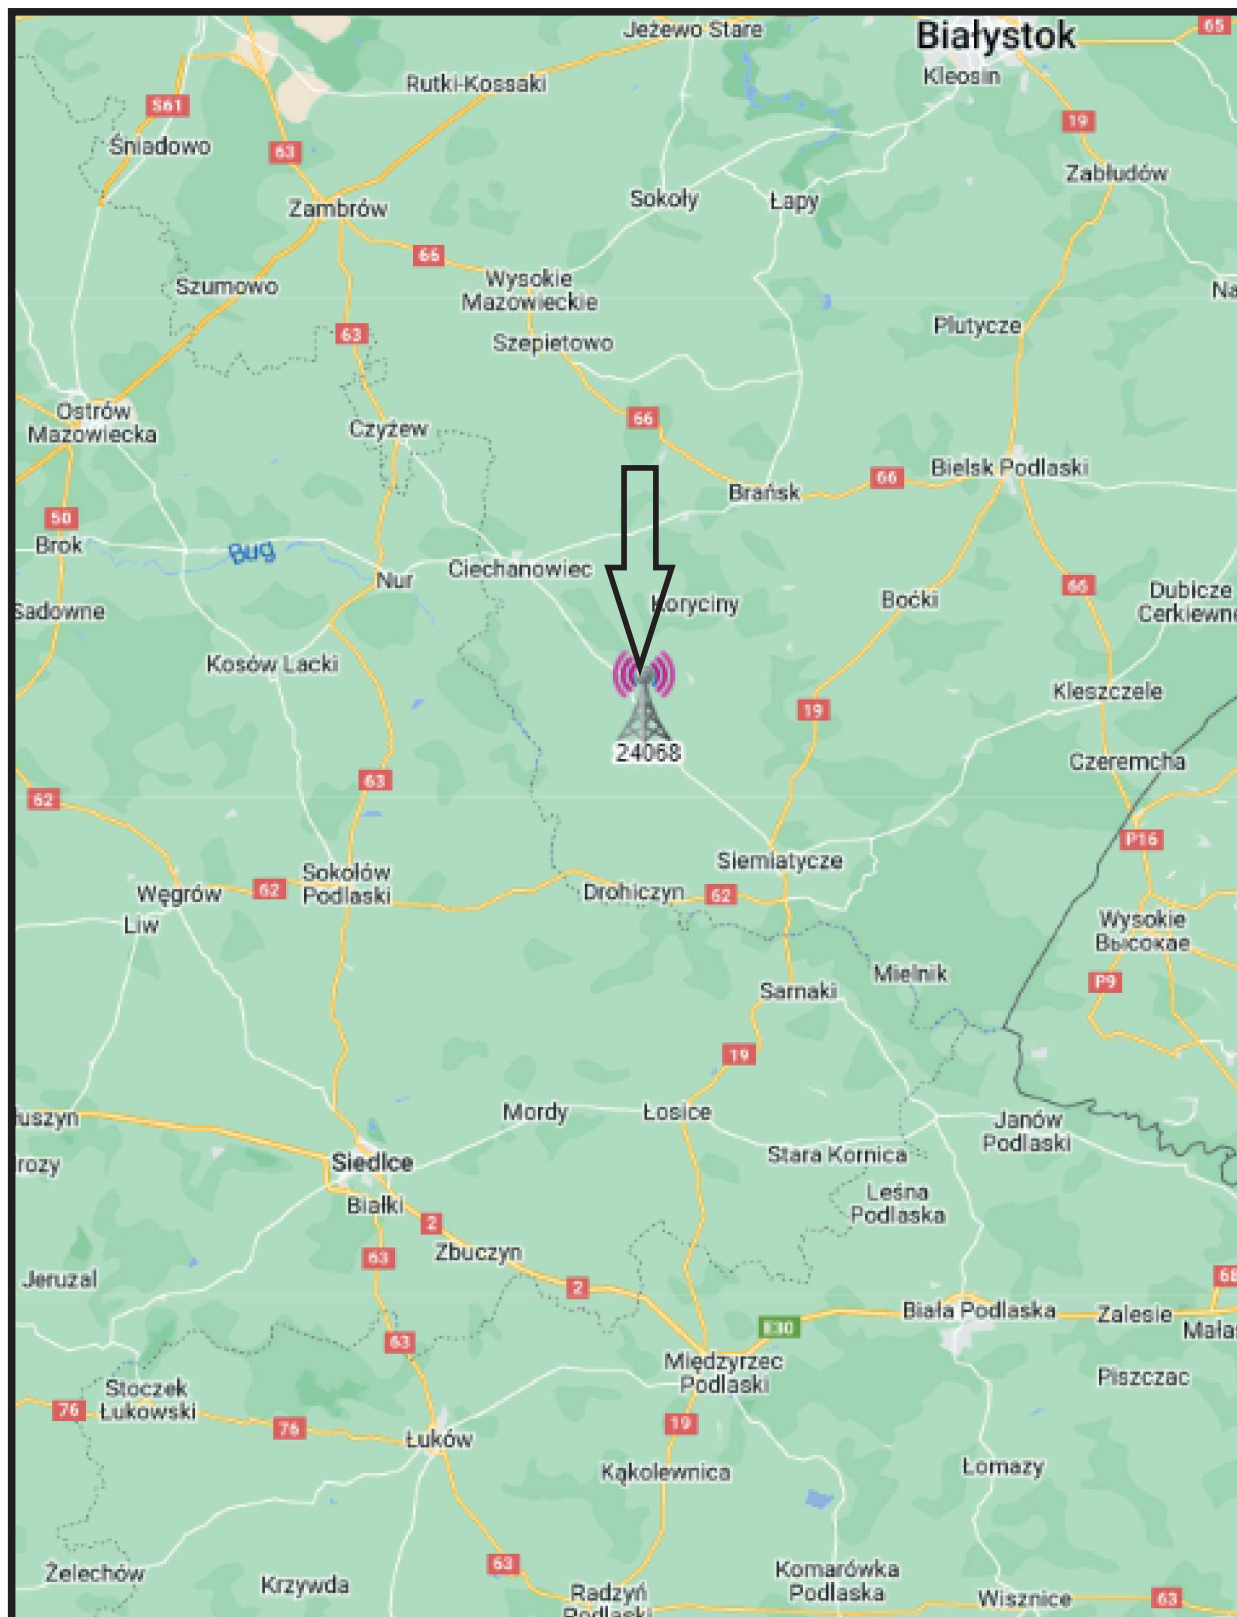 Jeżewo Stare
Białystok
65
Kleosin
Rutki-Kossaki
S61
19
Śniadowo
63
Zabłudów
Zambrów
Sokoły
Łapy
66
Szumowo
Wysokie
Mazowieckie
Na
63
Plutycze
Szepietowo
Ostrów
Mazowiecka
66
Czyżew
Bielsk Podlaski
66
Brańsk
50
Brok
Bug
Ciechanowiec
Nur
66
Dubicze
Cerkiewne
Sadowne
Koryciny
Boćki
Kosów Lacki
Kleszczele
19
24068
Czeremcha
63
62
P16
Siemiatycze
Sokołów
Podlaski
62
Węgrów
Drohiczyn
62
Liw
Wysokie
Высокае
Mielnik
P9
Sarnaki
19
łuszyn
Mordy
Łosice
Janów
Podlaski
rozy
Siedlce
Stara Kornica
Białki
Leśna
Podlaska
2
63
Zbuczyn
Jeruzal
2
68
Biała Podlaska
Zalesie
E30
Małas
63
Międzyrzec
Podlaski
Piszczac
Stoczek
Łukowski
76
76
19
Łuków
Kąkolewnica
Łomazy
63
Żelechów
Krzywda
Komarówka
Podlaska
Radzyń
Podlaski
Wisznice
63